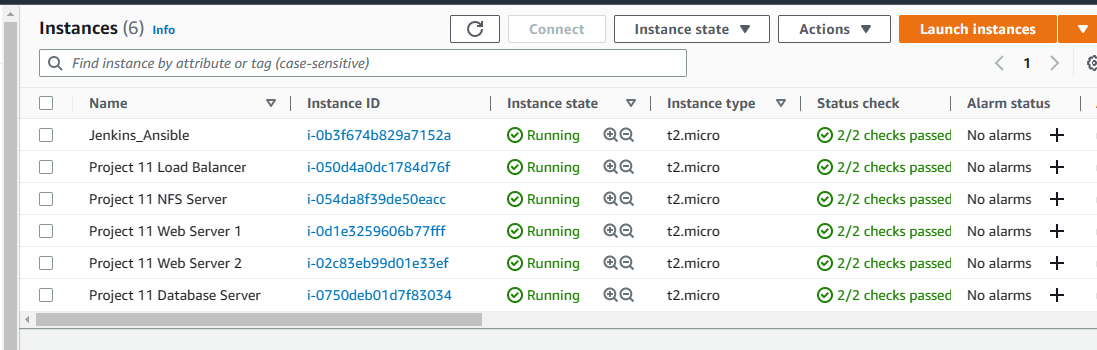 Instances (6) Info Connect Instance state Actions Launch instances
Find instance by attribute or tag (case-sensitive) 1
Name Instance ID Instance state Instance type Status check Alarm status
Jenkins_Ansible i-0b3f674b829a7152a Running t2.micro 2/2 checks passed No alarms
Project 11 Load Balancer i-050d4a0dc1784d76f Running t2.micro 2/2 checks passed No alarms
Project 11 NFS Server i-054da8f39de50eacc Running t2.micro 2/2 checks passed No alarms
Project 11 Web Server 1 i-0d1e3259606b77fff Running t2.micro 2/2 checks passed No alarms
Project 11 Web Server 2 i-02c83eb99d01e33ef Running t2.micro 2/2 checks passed No alarms
Project 11 Database Server i-0750deb01d7f83034 Running t2.micro 2/2 checks passed No alarms